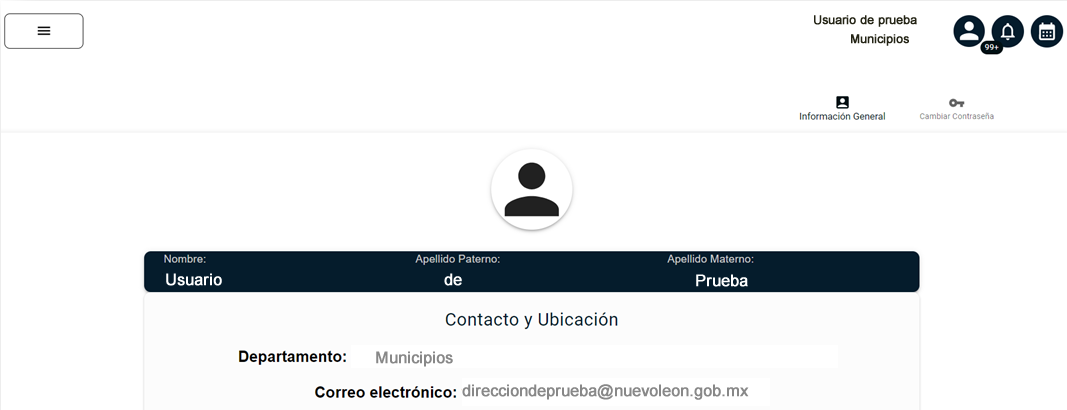 Usuario de prueba
Municipios
99+
Información General
Cambiar Contraseña
Nombre: Apellido Paterno: Apellido Materno:
Usuario de Prueba
Contacto y Ubicación
Departamento: Municipios
Correo electrónico: direcciondeprueba@nuevoleon.gob.mx